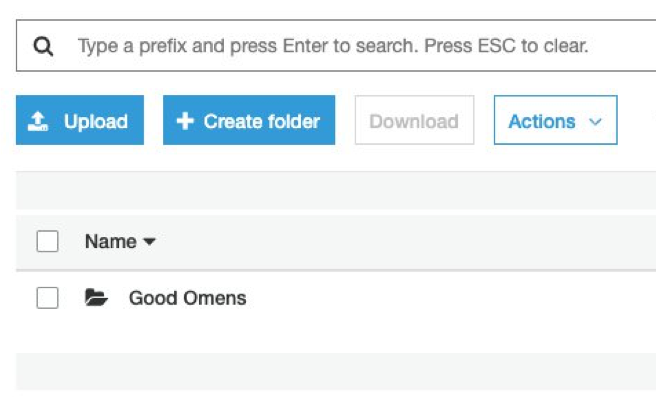 Type a prefix and press Enter to search. Press ESC to clear.
Upload Create folder Download Actions
Name
Good Omens